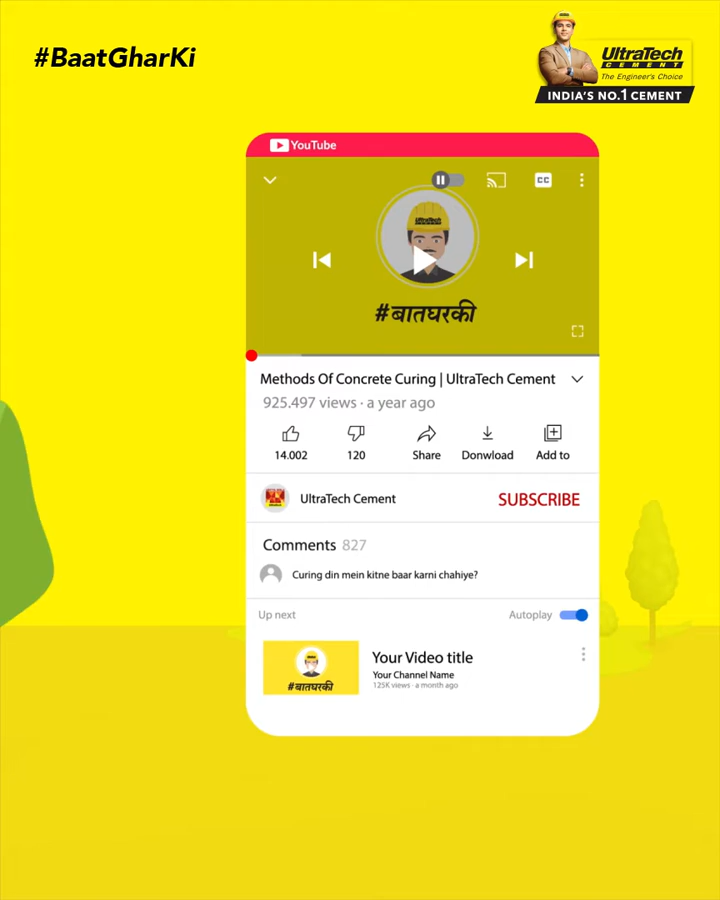 #BaatGharKi
UltraTech
CEMENT
The Engineer's Choice
INDIA'S NO.1 CEMENT
YouTube
CC
UltraTech
#बातघरकी
Methods Of Concrete Curing | UltraTech Cement
925.497 views · a year ago
14.002
120
Share
Donwload
Add to
UltraTech Cement
SUBSCRIBE
Comments 827
Curing din mein kitne baar karni chahiye?
Up next
Autoplay
Your Video title
Your Channel Name
125K views · a month ago
#बातघरकी